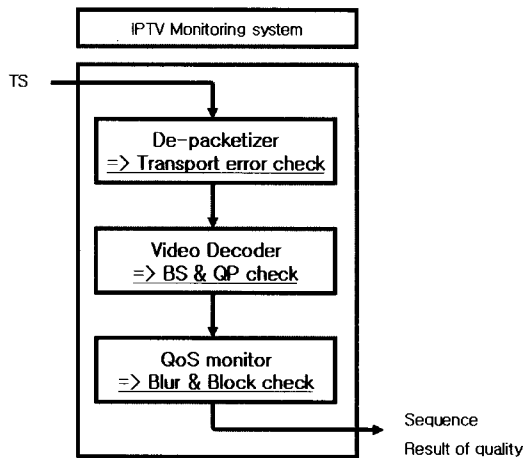 IPTV Monitoring system
TS
De-packetizer
=> Transport error check
Video Decoder
=> BS & QP check
QoS monitor
=> Blur & Block check
Sequence
Result of quality